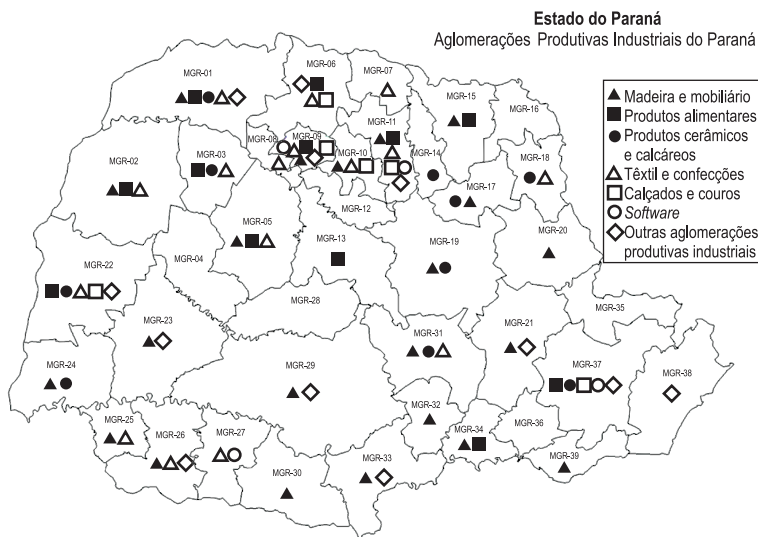 Estado do Paraná
Aglomerações Produtivas Industriais do Paraná
MGR-01
MGR-06
MGR-07
MGR-15
MGR-16
MGR-11
MGR-08
MGR-09
MGR-10
MGR-14
MGR-02
MGR-03
MGR-18
MGR-17
MGR-12
MGR-05
MGR-13
MGR-19
MGR-20
MGR-04
MGR-22
MGR-28
MGR-35
MGR-23
MGR-31
MGR-21
MGR-24
MGR-29
MGR-37
MGR-38
MGR-32
MGR-25
MGR-26
MGR-27
MGR-34
MGR-36
MGR-33
MGR-30
MGR-39
Madeira e mobiliário
Produtos alimentares
Produtos cerâmicos
e calcáreos
Têxtil e confecções
Calçados e couros
Software
Outras aglomerações
produtivas industriais